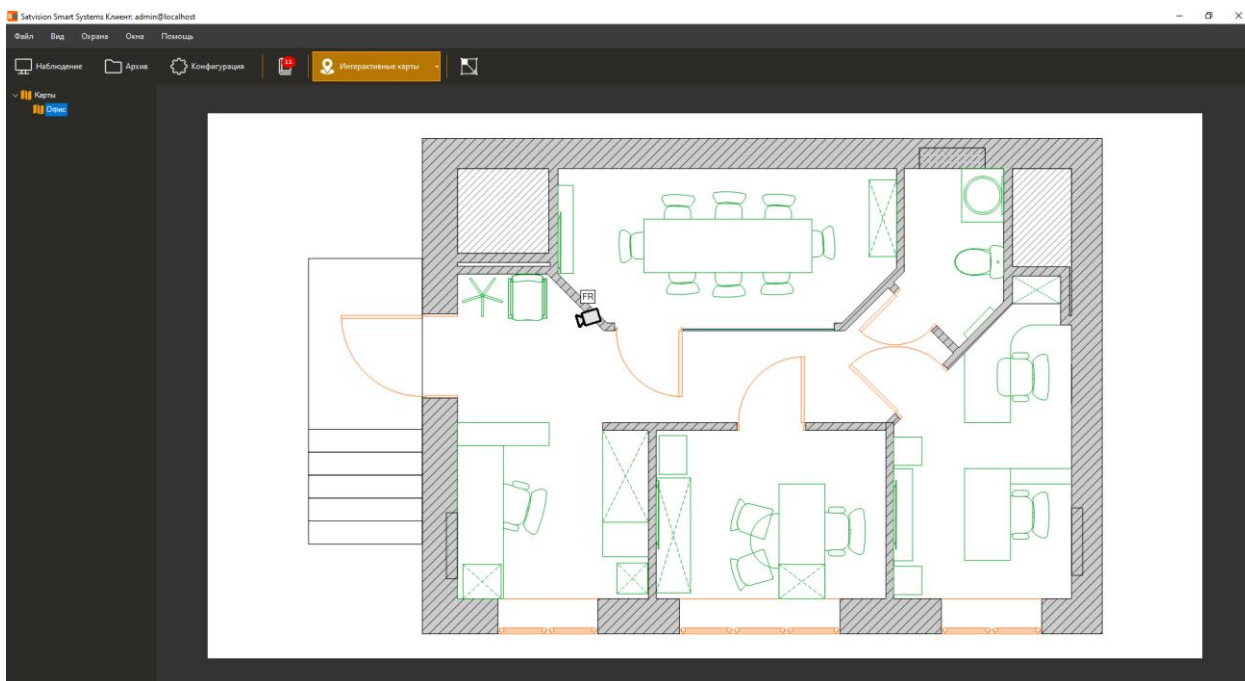 Satvision Smart Systems Клиент: admin@localhost
Файл Вид Охрана Окна Помощь
Наблюдение Архив Конфигурация 11 Интерактивные карты
Карты
Офис
FR